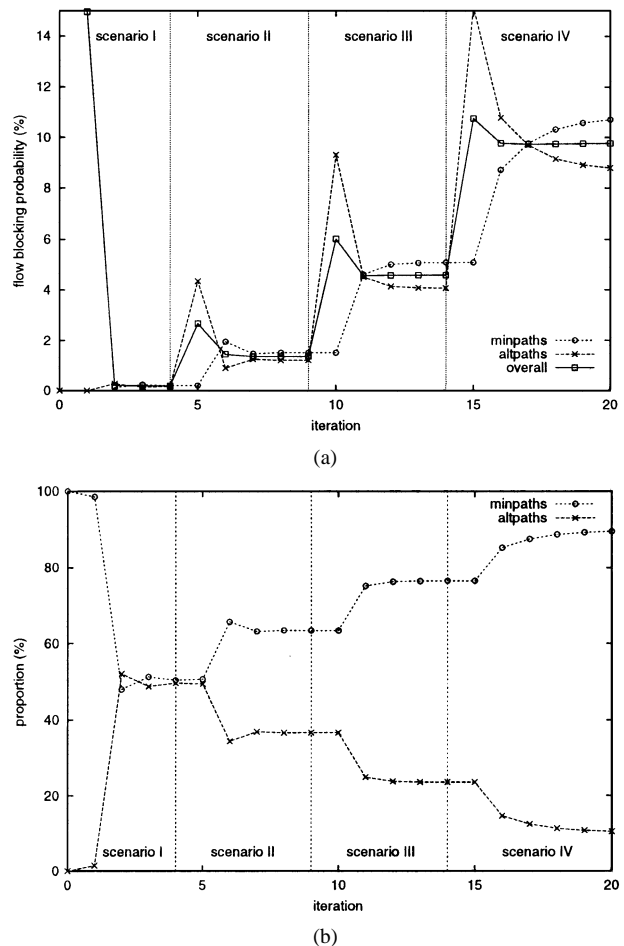 14
12
10
8
6
4
2
0
flow blocking probability (%)
scenario I
scenario II
scenario III
scenario IV
minpaths
altpaths
overall
0
5
10
15
20
iteration
(a)
100
80
60
40
20
0
proportion (%)
minpaths
altpaths
scenario I
scenario II
scenario III
scenario IV
0
5
10
15
20
iteration
(b)